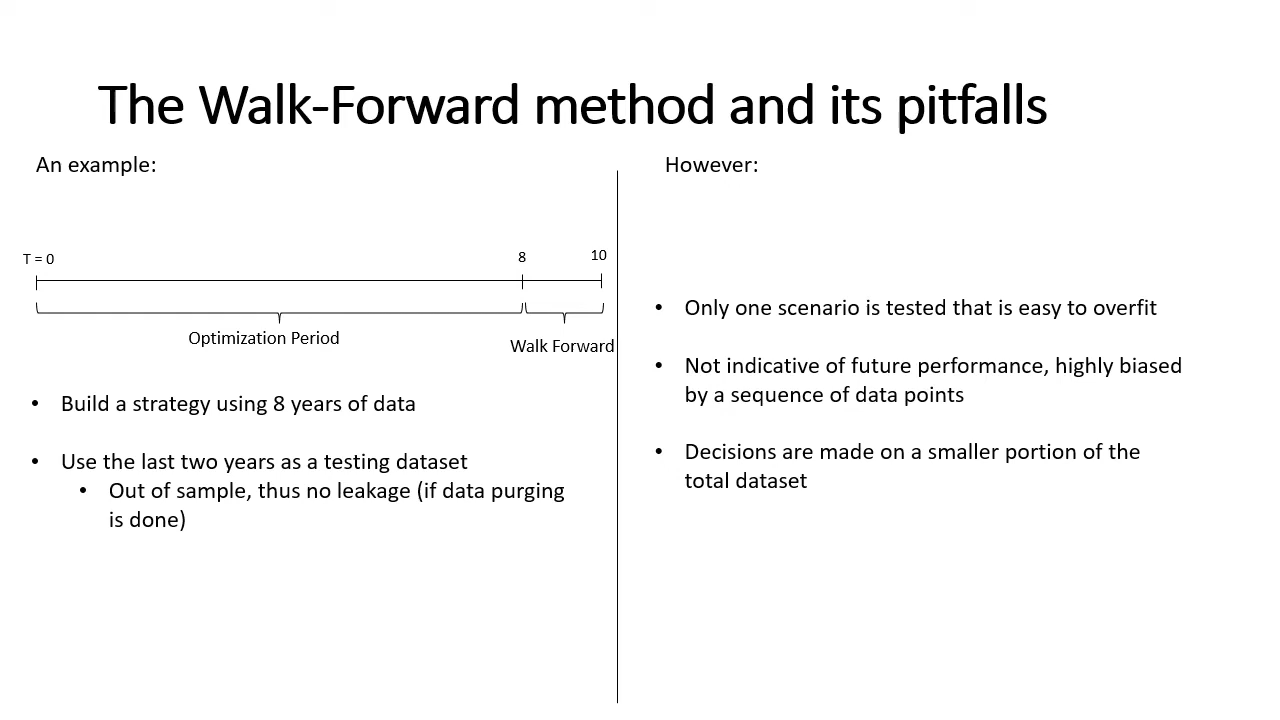 The Walk-Forward method and its pitfalls
An example:
T = 0
8
10
Optimization Period
Walk Forward
• Build a strategy using 8 years of data
• Use the last two years as a testing dataset
• Out of sample, thus no leakage (if data purging
is done)
However:
• Only one scenario is tested that is easy to overfit
• Not indicative of future performance, highly biased
by a sequence of data points
• Decisions are made on a smaller portion of the
total dataset